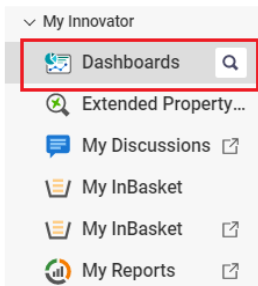 My Innovator
Dashboards
Extended Property...
My Discussions
My InBasket
My InBasket
My Reports